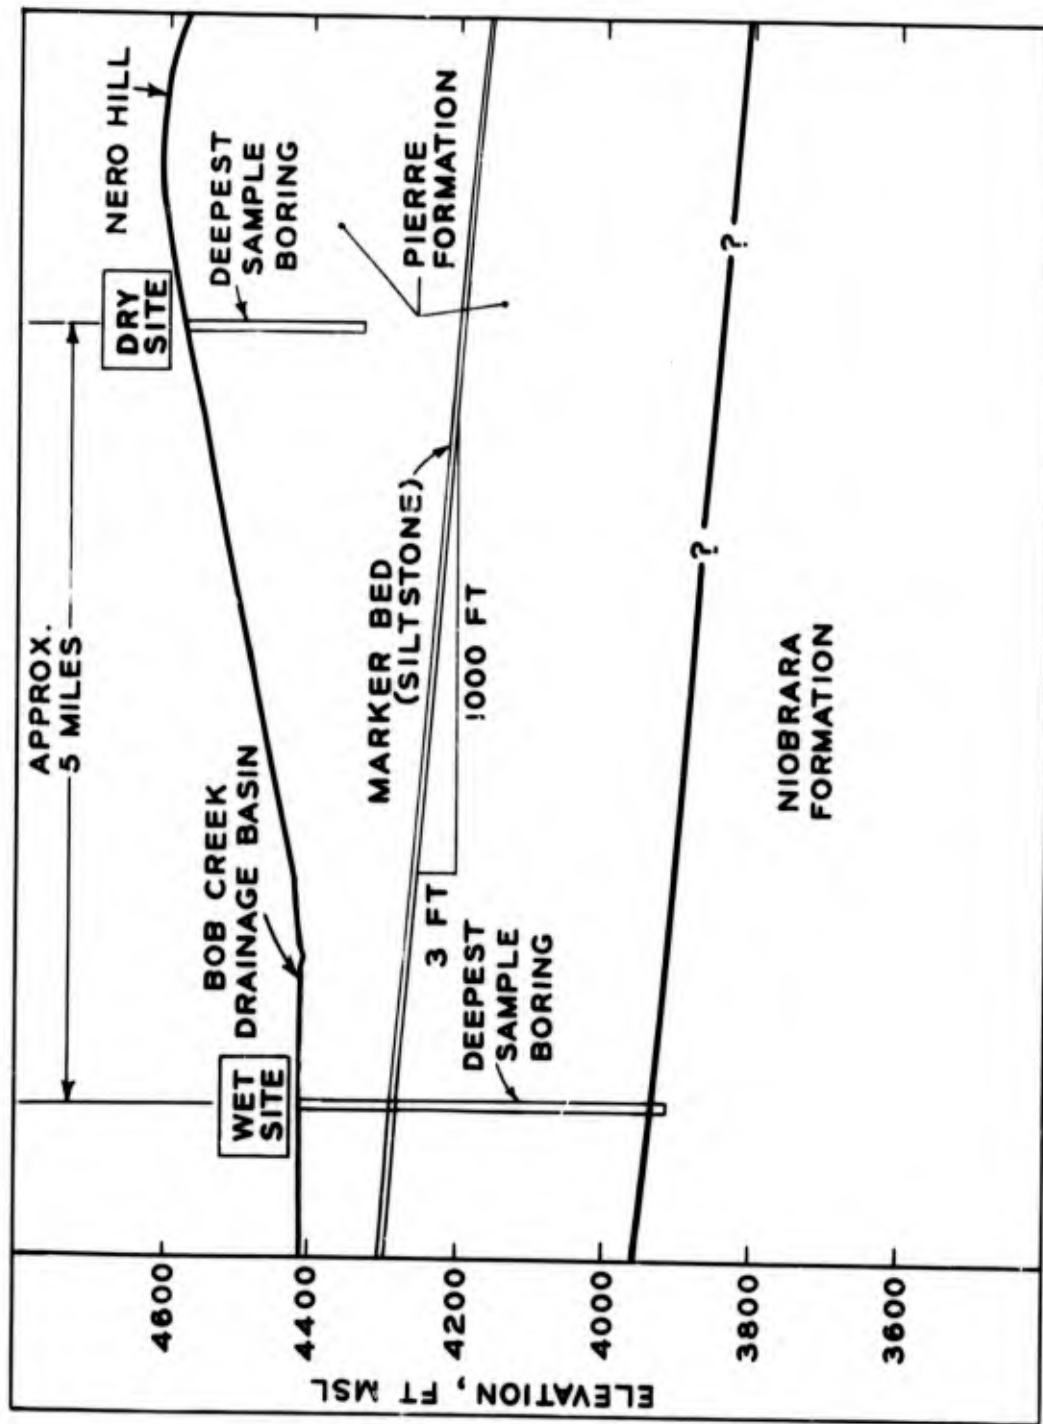 APPROX.
5 MILES
WET
SITE
BOB CREEK
DRAINAGE BASIN
DRY
SITE
NERO HILL
DEEPEST
SAMPLE
BORING
PIERRE
FORMATION
MARKER BED
(SILTSTONE)
3 FT
1000 FT
DEEPEST
SAMPLE
BORING
?
?
NIOBRARA
FORMATION
4600
4400
4200
4000
3800
3600
ELEVATION, FT MSL